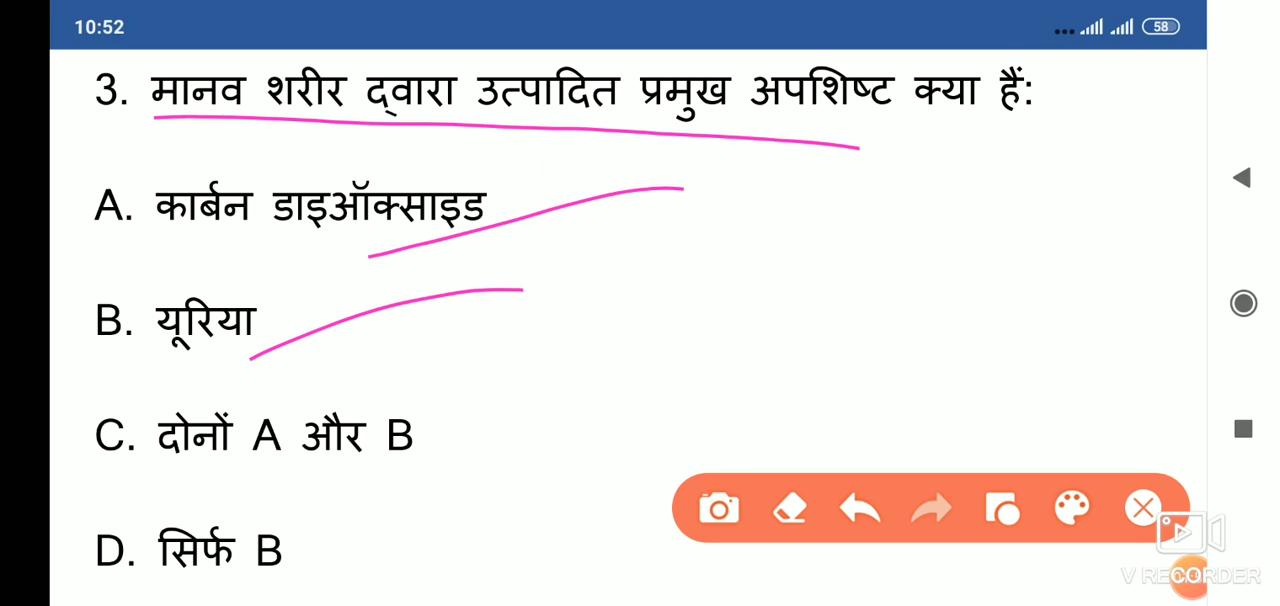 10:52
58
3. मानव शरीर द्वारा उत्पादित प्रमुख अपशिष्ट क्या हैं:
A. कार्बन डाइऑक्साइड
B. यूरिया
C. दोनों A और B
D. सिर्फ B
V RECORDER